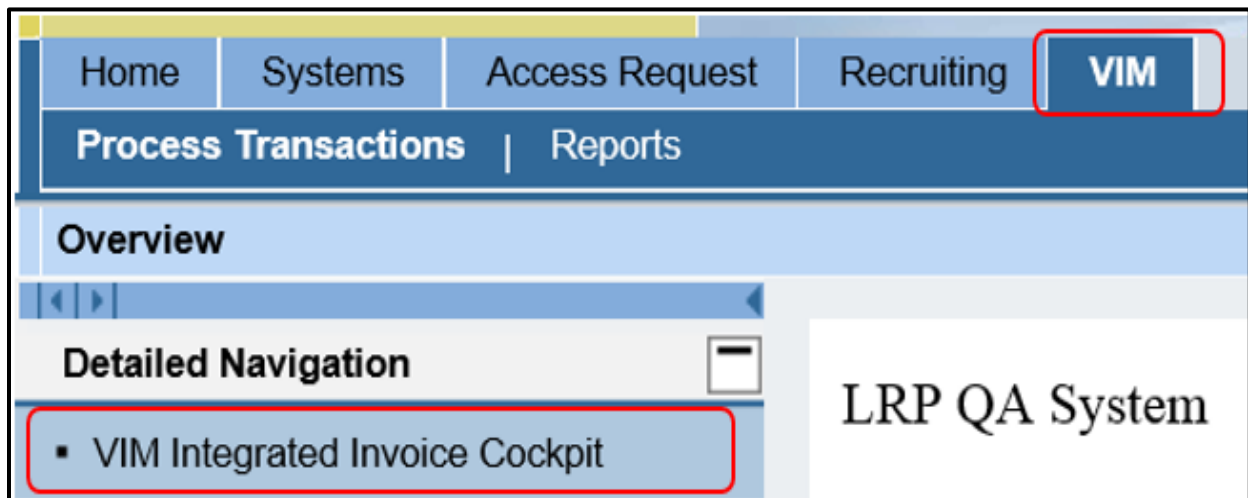 Home Systems Access Request Recruiting VIM
Process Transactions | Reports
Overview
Detailed Navigation
LRP QA System
▪ VIM Integrated Invoice Cockpit